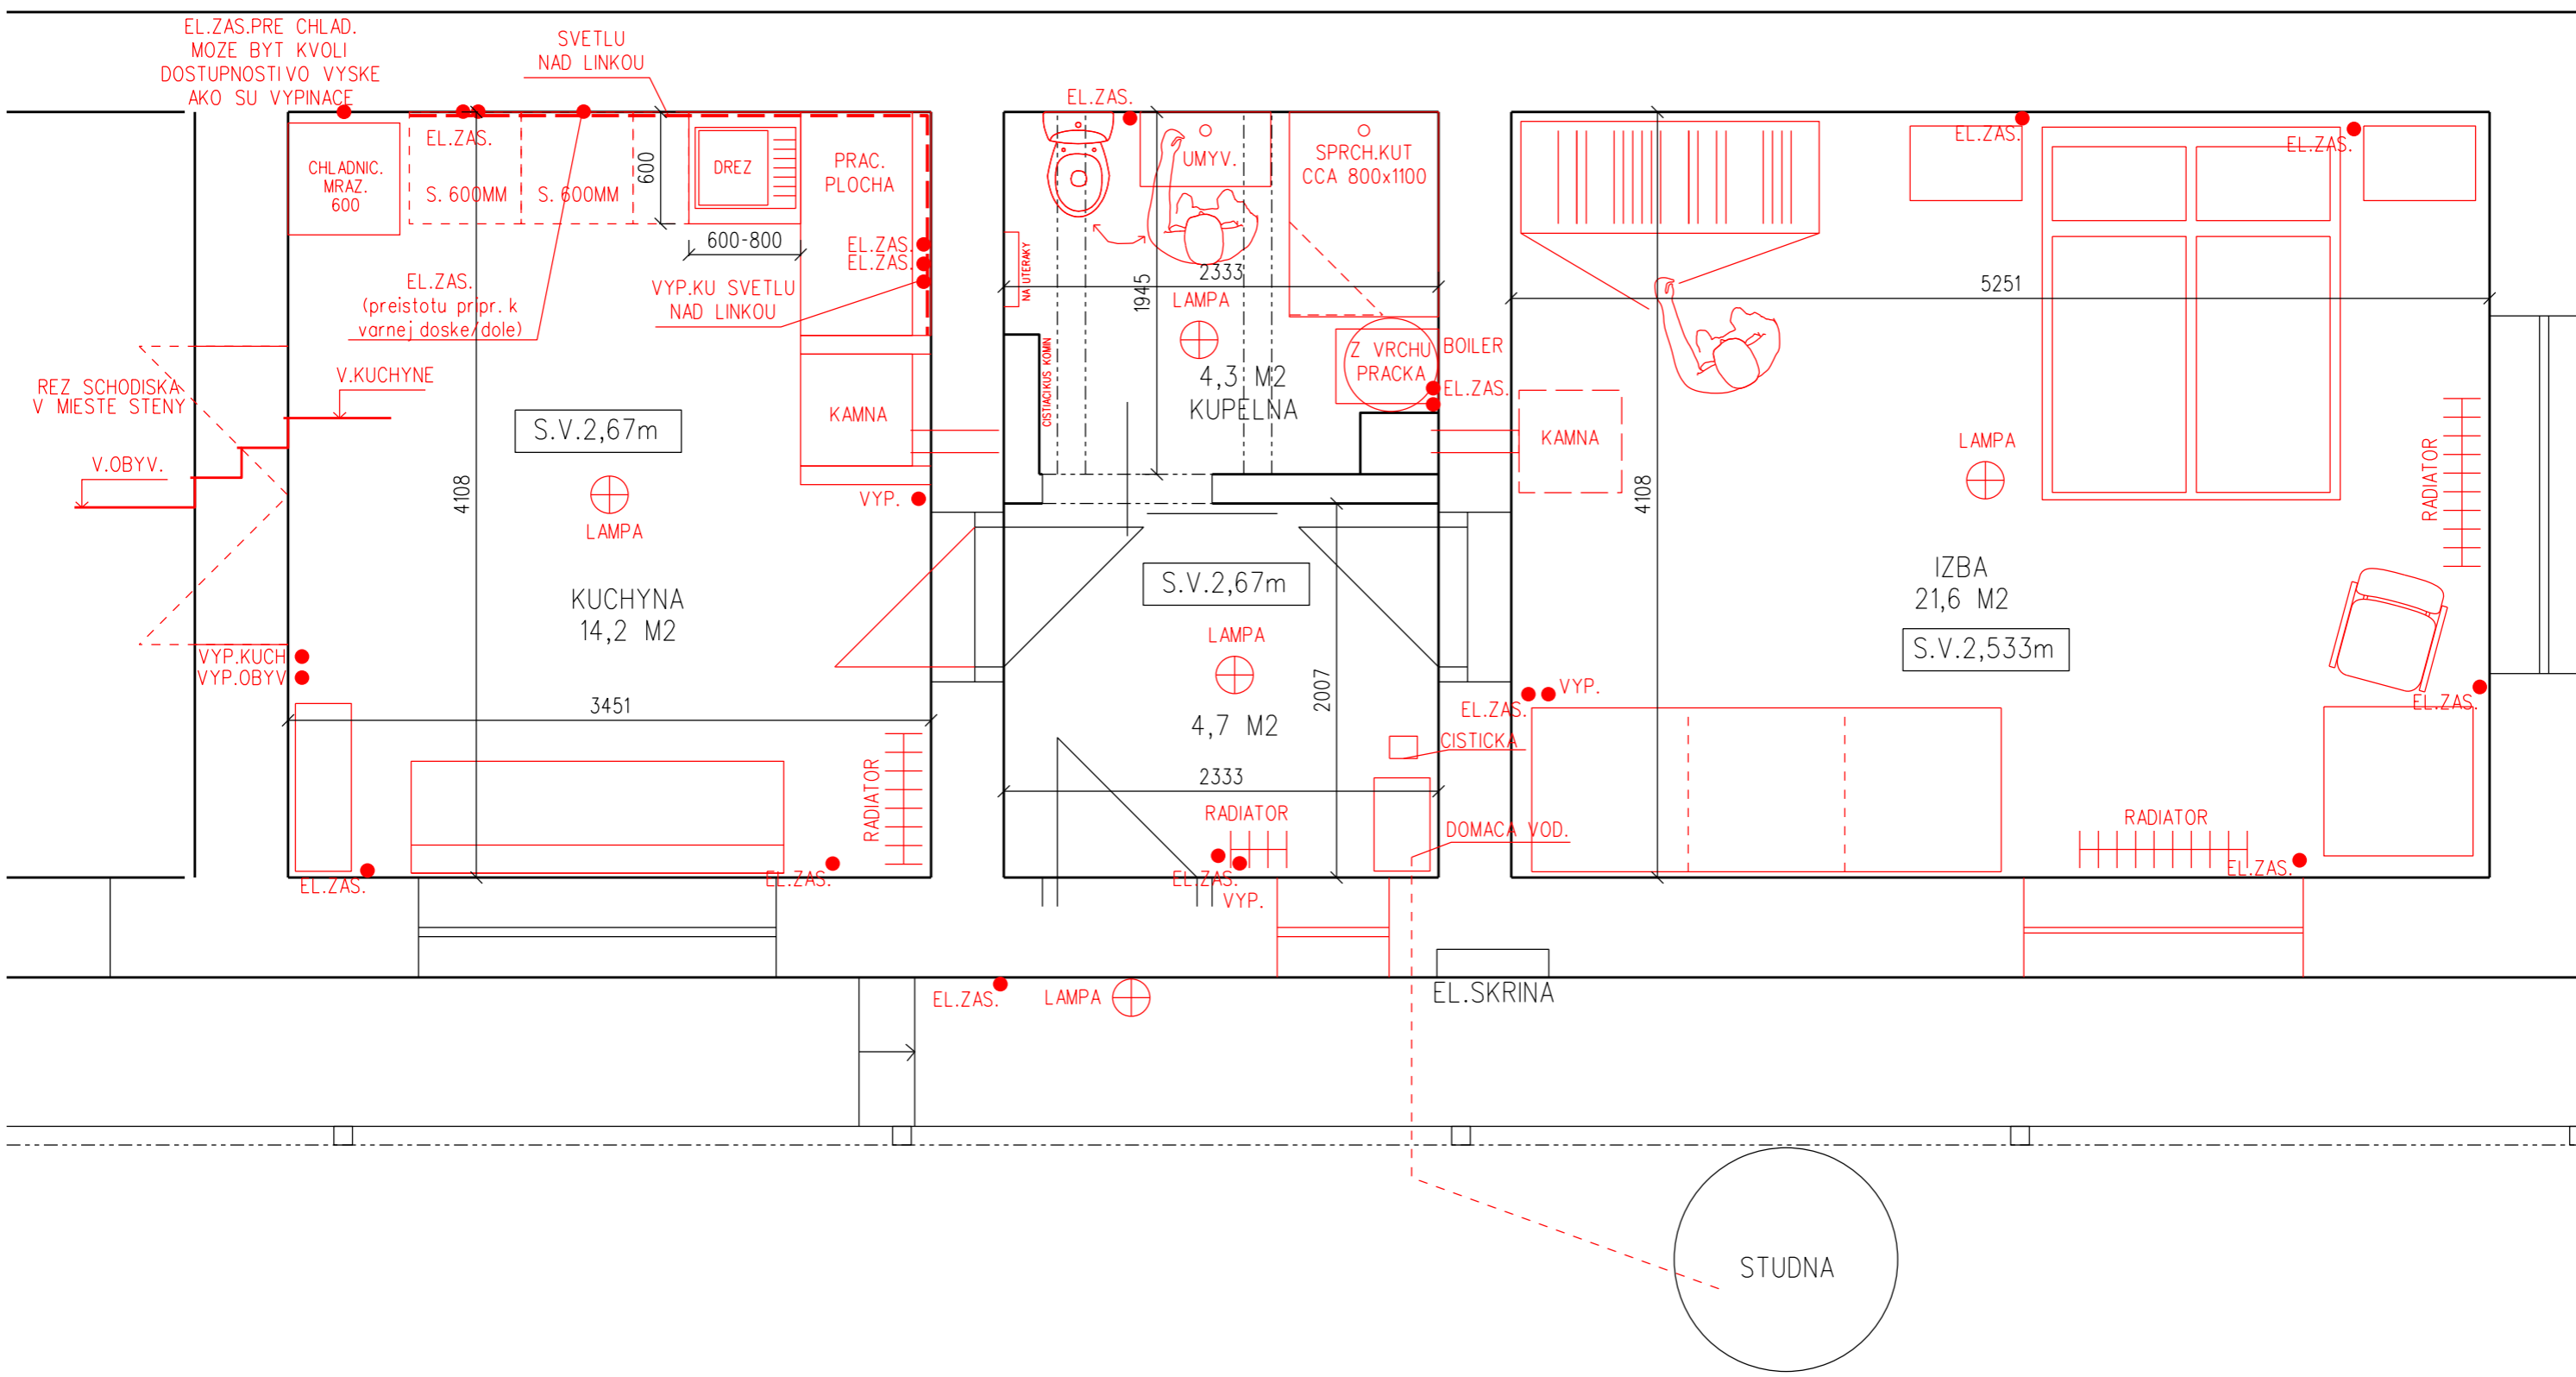 EL.ZAS.PRE CHLAD.
MOZE BYT KVOLI
DOSTUPNOSTIVO VYSKE
AKO SU VYPINACE
SVETLU
NAD LINKOU
CHLADNIC.
MRAZ.
600
EL.ZAS.
S. 600MM
S. 600MM
600
DREZ
PRAC.
PLOCHA
600-800
EL.ZAS.
EL.ZAS.
VYP.KU SVETLU
NAD LINKOU
EL.ZAS.
(preistotu pripr. k
varnej doske/dole)
REZ SCHODISKA
V MIESTE STENY
V.KUCHYNE
V.OBYV.
S.V.2,67m
KAMNA
4108
LAMPA
VYP.
KUCHYNA
14,2 M2
VYP.KUCH
VYP.OBYV
3451
RADIATOR
EL.ZAS.
EL.ZAS.
EL.ZAS.
UMYV.
SPRCH.KUT
CCA 800x1100
NA UTERAKY
1945
2333
LAMPA
CISTIACI KUS KOMIN
4,3 M2
KUPELNA
Z VRCHU BOILER
PRACKA
EL.ZAS.
S.V.2,67m
LAMPA
2007
4,7 M2
2333
CISTICKA
RADIATOR
DOMACA VOD.
EL.ZAS.
VYP.
EL.ZAS.
EL.ZAS.
5251
KAMNA
4108
LAMPA
RADIATOR
IZBA
21,6 M2
S.V.2,533m
VYP.
EL.ZAS.
EL.ZAS.
RADIATOR
EL.ZAS.
EL.ZAS.
LAMPA
EL.SKRINA
STUDNA